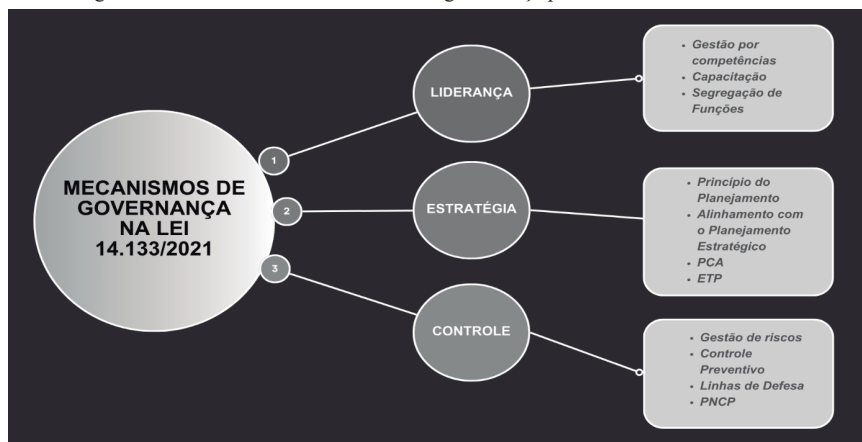 MECANISMOS DE
GOVERNANÇA
NA LEI
14.133/2021
1
LIDERANÇA
• Gestão por
competências
• Capacitação
• Segregação de
Funções
2
ESTRATÉGIA
• Princípio do
Planejamento
• Alinhamento com
o Planejamento
Estratégico
• PCA
• ETP
3
CONTROLE
• Gestão de riscos
• Controle
Preventivo
• Linhas de Defesa
• PNCP